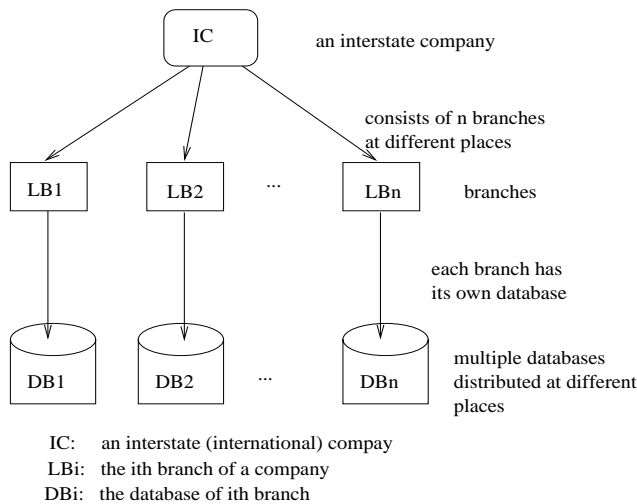 IC
an interstate company
consists of n branches
at different places
LB1
LB2
...
LBn
branches
each branch has
its own database
DB1
DB2
...
DBn
multiple databases
distributed at different
places
IC: an interstate (international) compay
LBi: the ith branch of a company
DBi: the database of ith branch